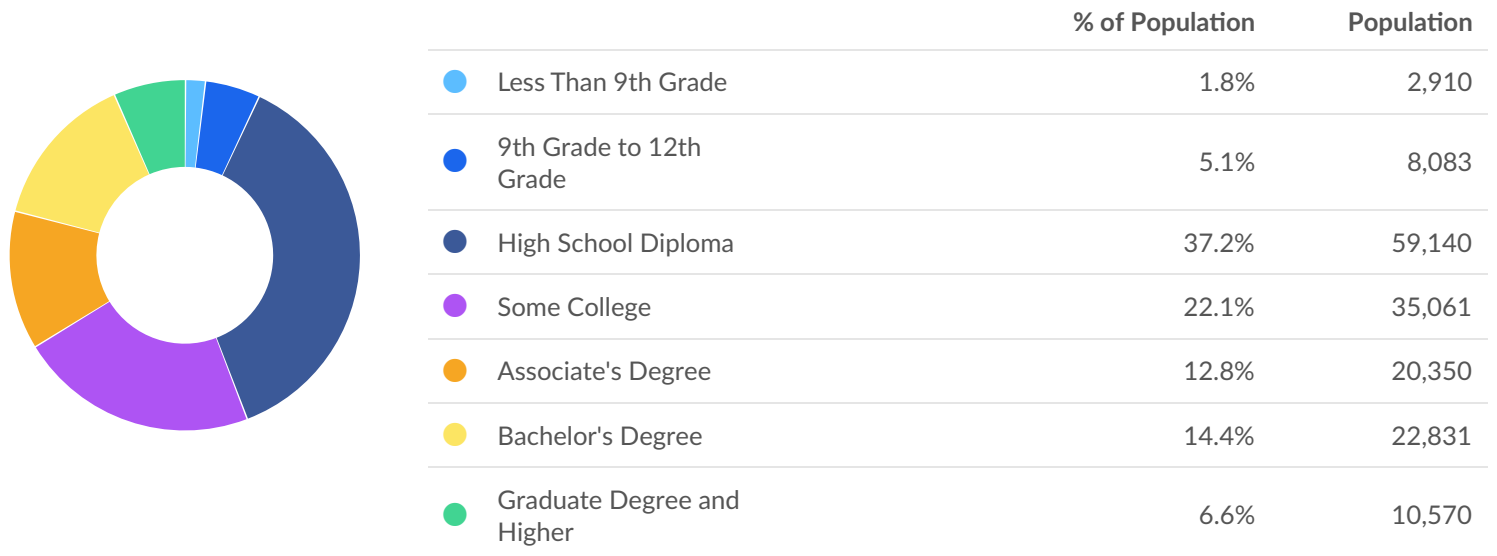 % of Population Population
Less Than 9th Grade 1.8% 2,910
9th Grade to 12th
Grade 5.1% 8,083
High School Diploma 37.2% 59,140
Some College 22.1% 35,061
Associate's Degree 12.8% 20,350
Bachelor's Degree 14.4% 22,831
Graduate Degree and
Higher 6.6% 10,570